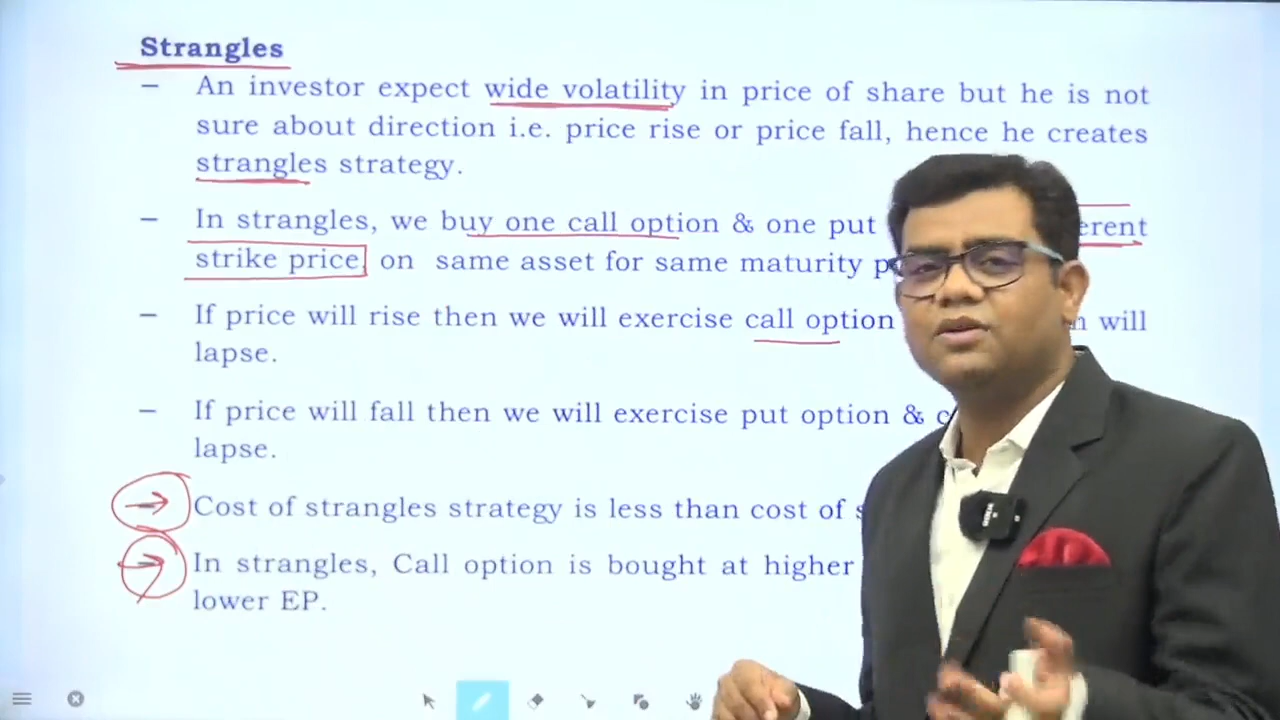 Strangles
– An investor expect wide volatility in price of share but he is not
sure about direction i.e. price rise or price fall, hence he creates
strangles strategy.
– In strangles, we buy one call option & one put erent
strike price, on same asset for same maturity p
– If price will rise then we will exercise call option will
lapse.
– If price will fall then we will exercise put option & c
lapse.
Cost of strangles strategy is less than cost of s
In strangles, Call option is bought at higher
lower EP.